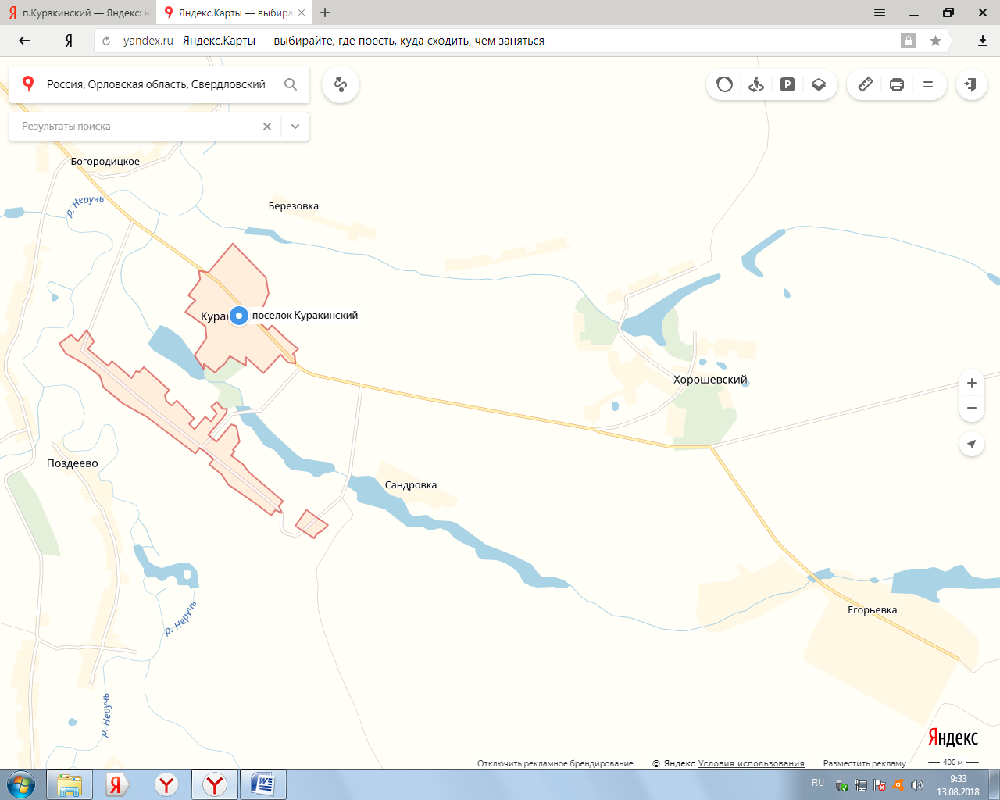 п.Куракинский — Яндекс: н
Яндекс.Карты — выбира
yandex.ru Яндекс.Карты — выбирайте, где поесть, куда сходить, чем заняться
Россия, Орловская область, Свердловский
Результаты поиска
Богородицкое
р. Неручь
Березовка
Кура
поселок Куракинский
Хорошевский
Поздеево
Сандровка
р. Неручь
Егорьевка
р. Неручь
Яндекс
Отключить рекламное брендирование
© Яндекс Условия использования
Разместить рекламу
400 м
RU
9:33
13.08.2018